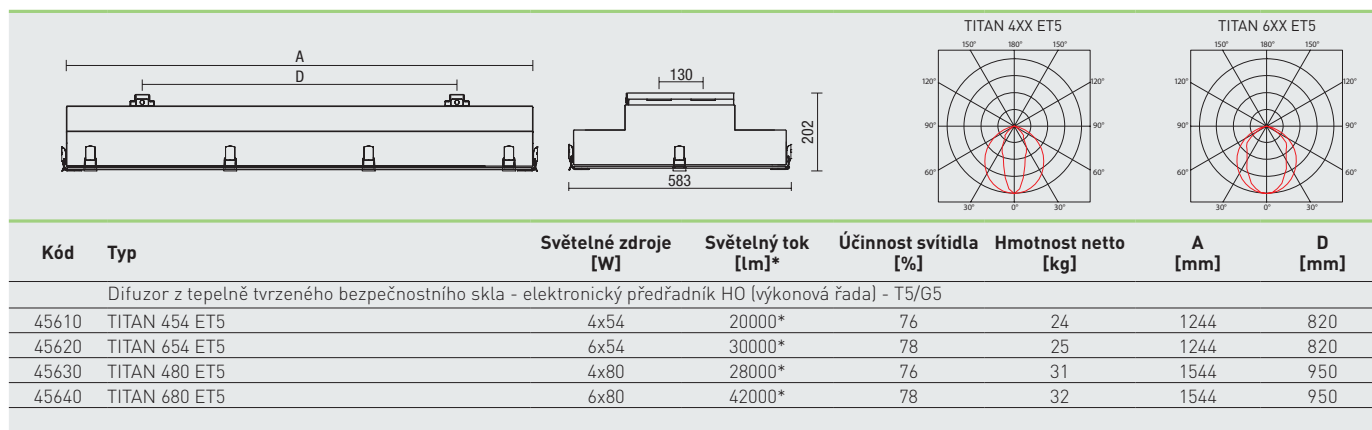 TITAN 4XX ET5
TITAN 6XX ET5
A
D
130
202
583
150° 180° 150°
120° 120°
90° 90°
60° 60°
30° 0° 30°
150° 180° 150°
120° 120°
90° 90°
60° 60°
30° 0° 30°
Kód Typ Světelné zdroje [W] Světelný tok [lm]* Účinnost svítidla [%] Hmotnost netto [kg] A [mm] D [mm]
Difuzor z tepelně tvrzeného bezpečnostního skla - elektronický předřadník HO (výkonová řada) - T5/G5
45610 TITAN 454 ET5 4x54 20000* 76 24 1244 820
45620 TITAN 654 ET5 6x54 30000* 78 25 1244 820
45630 TITAN 480 ET5 4x80 28000* 76 31 1544 950
45640 TITAN 680 ET5 6x80 42000* 78 32 1544 950